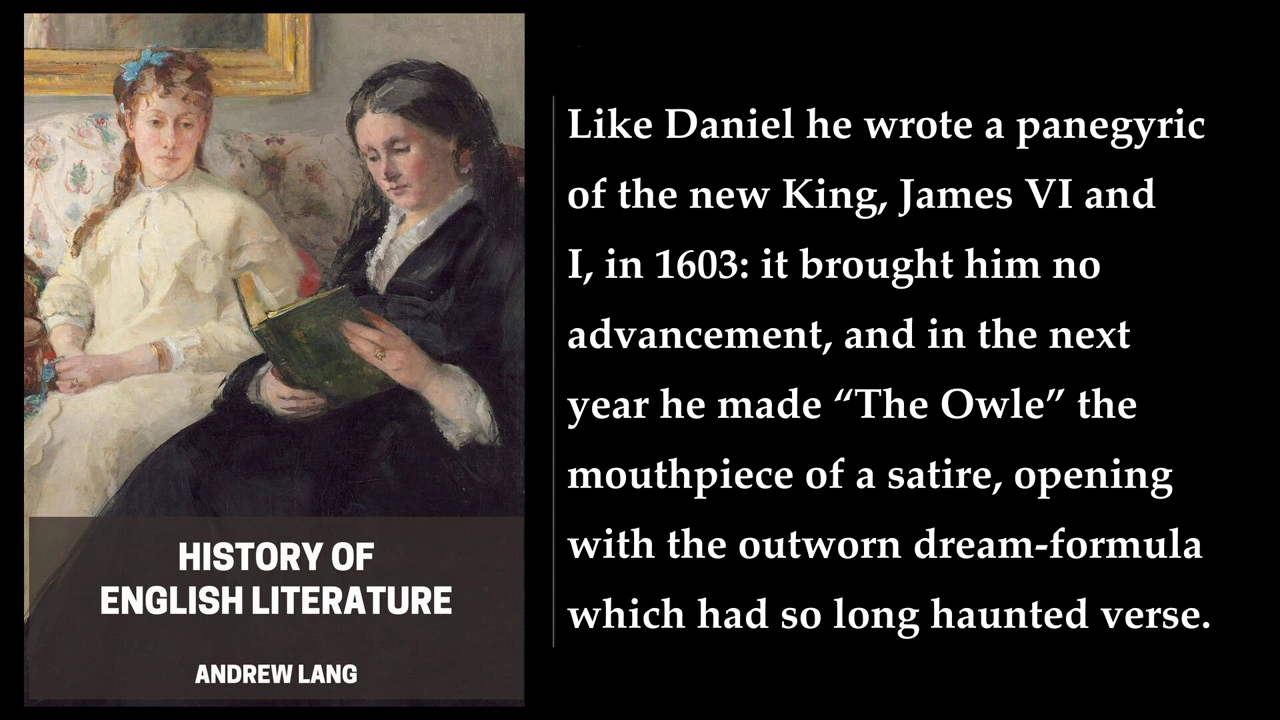 HISTORY OF
ENGLISH LITERATURE
ANDREW LANG
Like Daniel he wrote a panegyric
of the new King, James VI and
I, in 1603: it brought him no
advancement, and in the next
year he made “The Owle” the
mouthpiece of a satire, opening
with the outworn dream-formula
which had so long haunted verse.